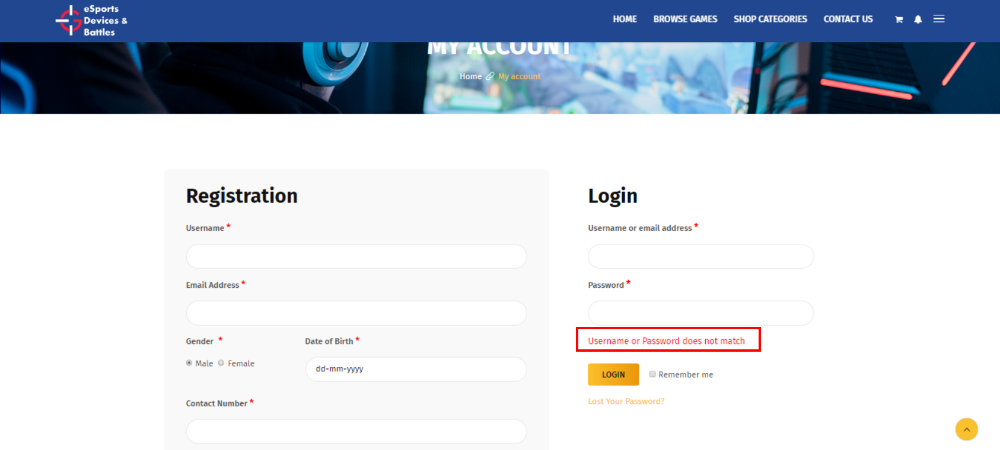 eSports
Devices &
Battles
HOME
BROWSE GAMES
SHOP CATEGORIES
CONTACT US
MY ACCOUNT
Home
My account
Registration
Username *
Email Address *
Gender *
Date of Birth *
Male
Female
dd-mm-yyyy
Contact Number *
Login
Username or email address *
Password *
Username or Password does not match
LOGIN
Remember me
Lost Your Password?